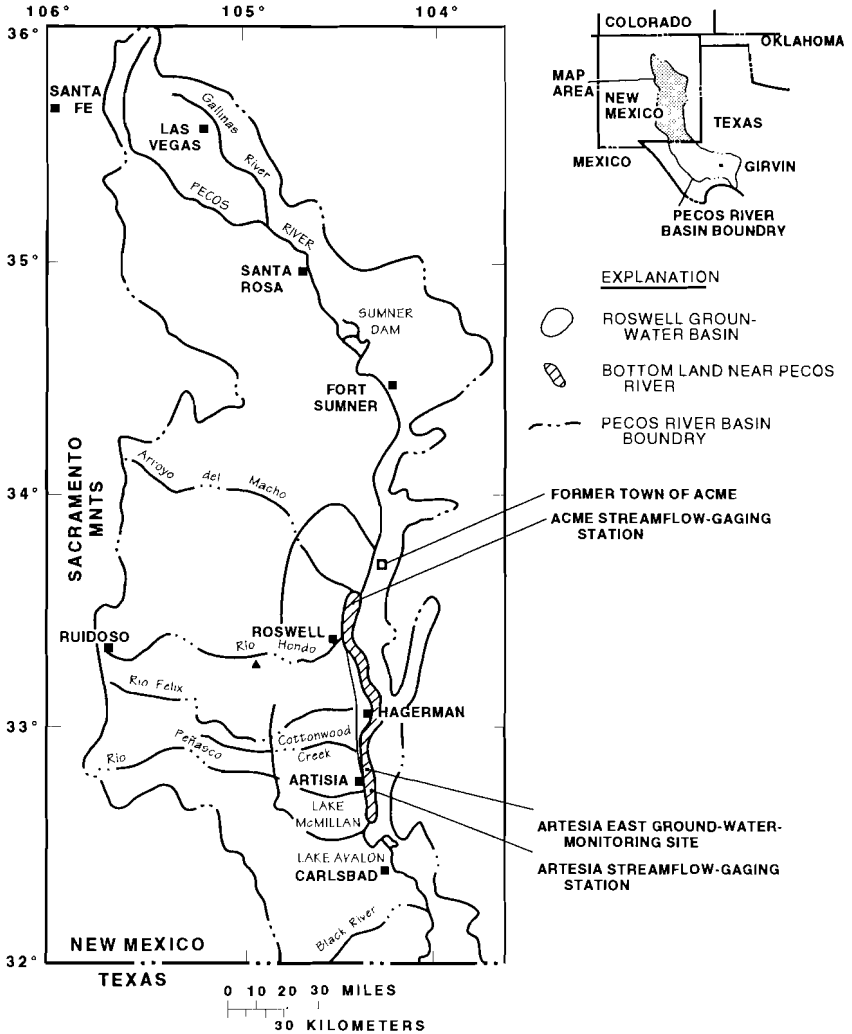 106° 105° 104°
36°
SANTA
FE
LAS
VEGAS
Gallinas
River
PECOS
RIVER
35°
SANTA
ROSA
SUMNER
DAM
FORT
SUMNER
34°
SACRAMENTO
MNTS
Arroyo del Macho
RUIDOSO
ROSWELL
Rio Hondo
Rio Felix
33°
HAGERMAN
Cottonwood
Creek
Rio Peñasco
ARTISIA
LAKE
McMILLAN
LAKE AVALON
CARLSBAD
Black River
32°
NEW MEXICO
TEXAS
0 10 20 30 MILES
30 KILOMETERS
COLORADO
OKLAHOMA
MAP
AREA
NEW
MEXICO
TEXAS
MEXICO
GIRVIN
PECOS RIVER
BASIN BOUNDARY
EXPLANATION
ROSWELL GROUN-
WATER BASIN
BOTTOM LAND NEAR PECOS
RIVER
PECOS RIVER BASIN
BOUNDRY
FORMER TOWN OF ACME
ACME STREAMFLOW-GAGING
STATION
ARTESIA EAST GROUND-WATER-
MONITORING SITE
ARTESIA STREAMFLOW-GAGING
STATION